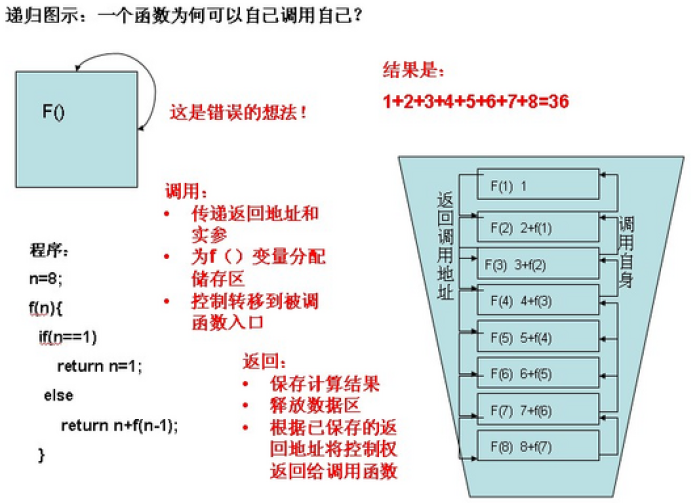 递归图示：一个函数为何可以自己调用自己？
F()
这是错误的想法！
结果是：
1+2+3+4+5+6+7+8=36
调用：
• 传递返回地址和
实参
• 为f（）变量分配
储存区
• 控制转移到被调
函数入口
程序：
n=8;
f(n){
if(n==1)
return n=1;
else
return n+f(n-1);
}
返回：
• 保存计算结果
• 释放数据区
• 根据已保存的返
回地址将控制权
返回给调用函数
返回调用地址
F(1) 1
F(2) 2+f(1)
F(3) 3+f(2)
F(4) 4+f(3)
F(5) 5+f(4)
F(6) 6+f(5)
F(7) 7+f(6)
F(8) 8+f(7)
调用自身